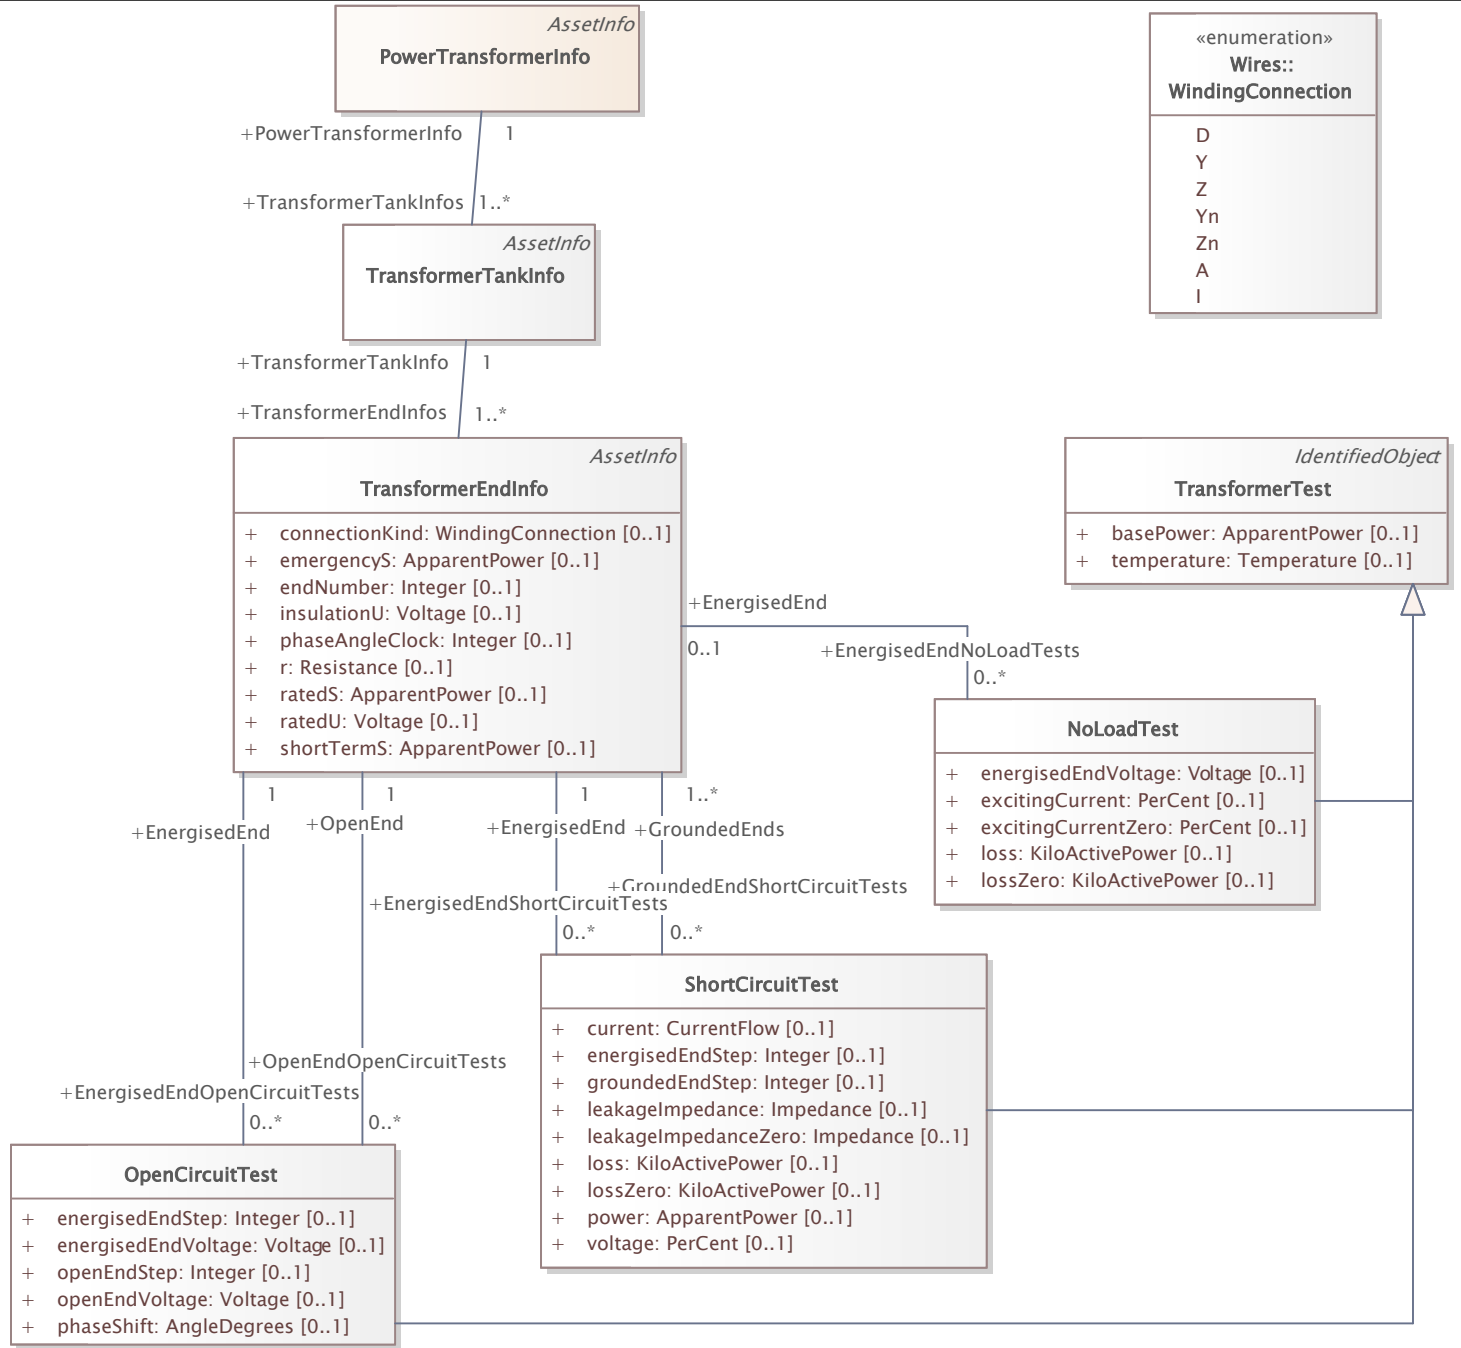 AssetInfo
PowerTransformerInfo
+PowerTransformerInfo
1
+TransformerTankInfos
1..*
AssetInfo
TransformerTankInfo
+TransformerTankInfo
1
+TransformerEndInfos
1..*
«enumeration»
Wires::
WindingConnection
D
Y
Z
Yn
Zn
A
I
AssetInfo
TransformerEndInfo
+ connectionKind: WindingConnection [0..1]
+ emergencyS: ApparentPower [0..1]
+ endNumber: Integer [0..1]
+ insulationU: Voltage [0..1]
+ phaseAngleClock: Integer [0..1]
+ r: Resistance [0..1]
+ ratedS: ApparentPower [0..1]
+ ratedU: Voltage [0..1]
+ shortTermS: ApparentPower [0..1]
IdentifiedObject
TransformerTest
+ basePower: ApparentPower [0..1]
+ temperature: Temperature [0..1]
+EnergisedEnd
0..1
+EnergisedEndNoLoadTests
0..*
NoLoadTest
+ energisedEndVoltage: Voltage [0..1]
+ excitingCurrent: PerCent [0..1]
+ excitingCurrentZero: PerCent [0..1]
+ loss: KiloActivePower [0..1]
+ lossZero: KiloActivePower [0..1]
1
+EnergisedEnd
1
+OpenEnd
1
+EnergisedEnd
1..*
+GroundedEnds
+GroundedEndShortCircuitTests
+EnergisedEndShortCircuitTests
0..*
0..*
ShortCircuitTest
+ current: CurrentFlow [0..1]
+ energisedEndStep: Integer [0..1]
+ groundedEndStep: Integer [0..1]
+ leakageImpedance: Impedance [0..1]
+ leakageImpedanceZero: Impedance [0..1]
+ loss: KiloActivePower [0..1]
+ lossZero: KiloActivePower [0..1]
+ power: ApparentPower [0..1]
+ voltage: PerCent [0..1]
+OpenEndOpenCircuitTests
+EnergisedEndOpenCircuitTests
0..*
0..*
OpenCircuitTest
+ energisedEndStep: Integer [0..1]
+ energisedEndVoltage: Voltage [0..1]
+ openEndStep: Integer [0..1]
+ openEndVoltage: Voltage [0..1]
+ phaseShift: AngleDegrees [0..1]